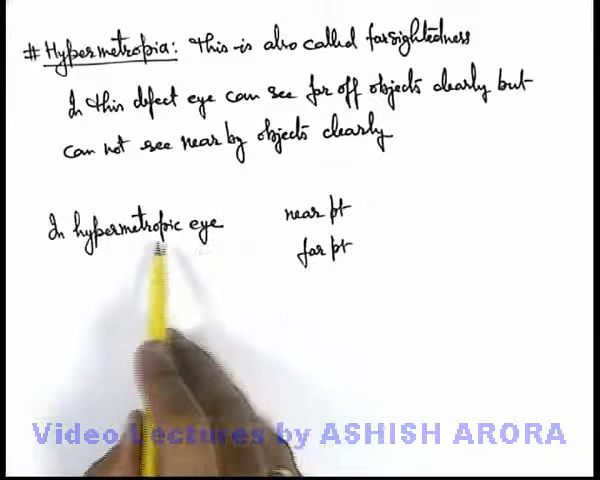 # Hypermetropia: This is also called farsightedness
In this defect eye can see far off objects clearly but
can not see near by objects clearly
In hypermetropic eye near pt
far pt
Video Lectures by ASHISH ARORA